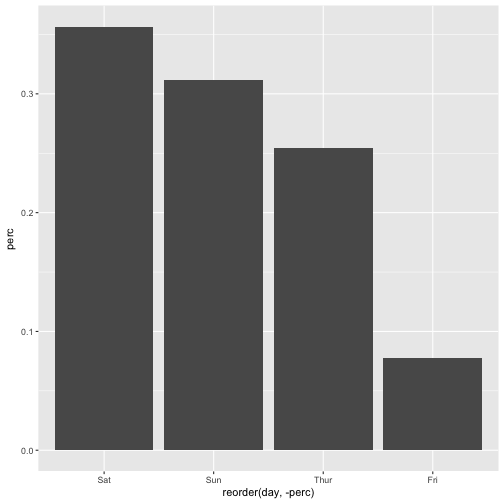 perc
0.3
0.2
0.1
0.0
Sat Sun Thur Fri
reorder(day, -perc)